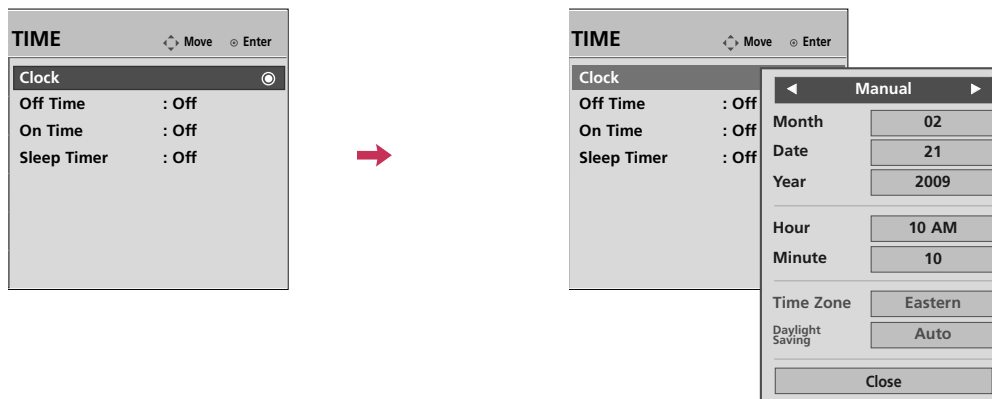 TIME Move Enter
Clock
Off Time : Off
On Time : Off
Sleep Timer : Off
TIME Move Enter
Clock
Off Time : Off
On Time : Off
Sleep Timer : Off
Manual
Month 02
Date 21
Year 2009
Hour 10 AM
Minute 10
Time Zone Eastern
Daylight
Saving Auto
Close